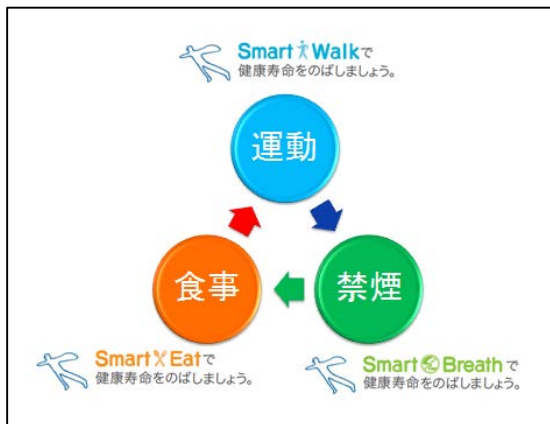 Smart Walkで
健康寿命をのばしましょう。
運動
食事
禁煙
Smart Eatで
健康寿命をのばしましょう。
Smart Breathで
健康寿命をのばしましょう。